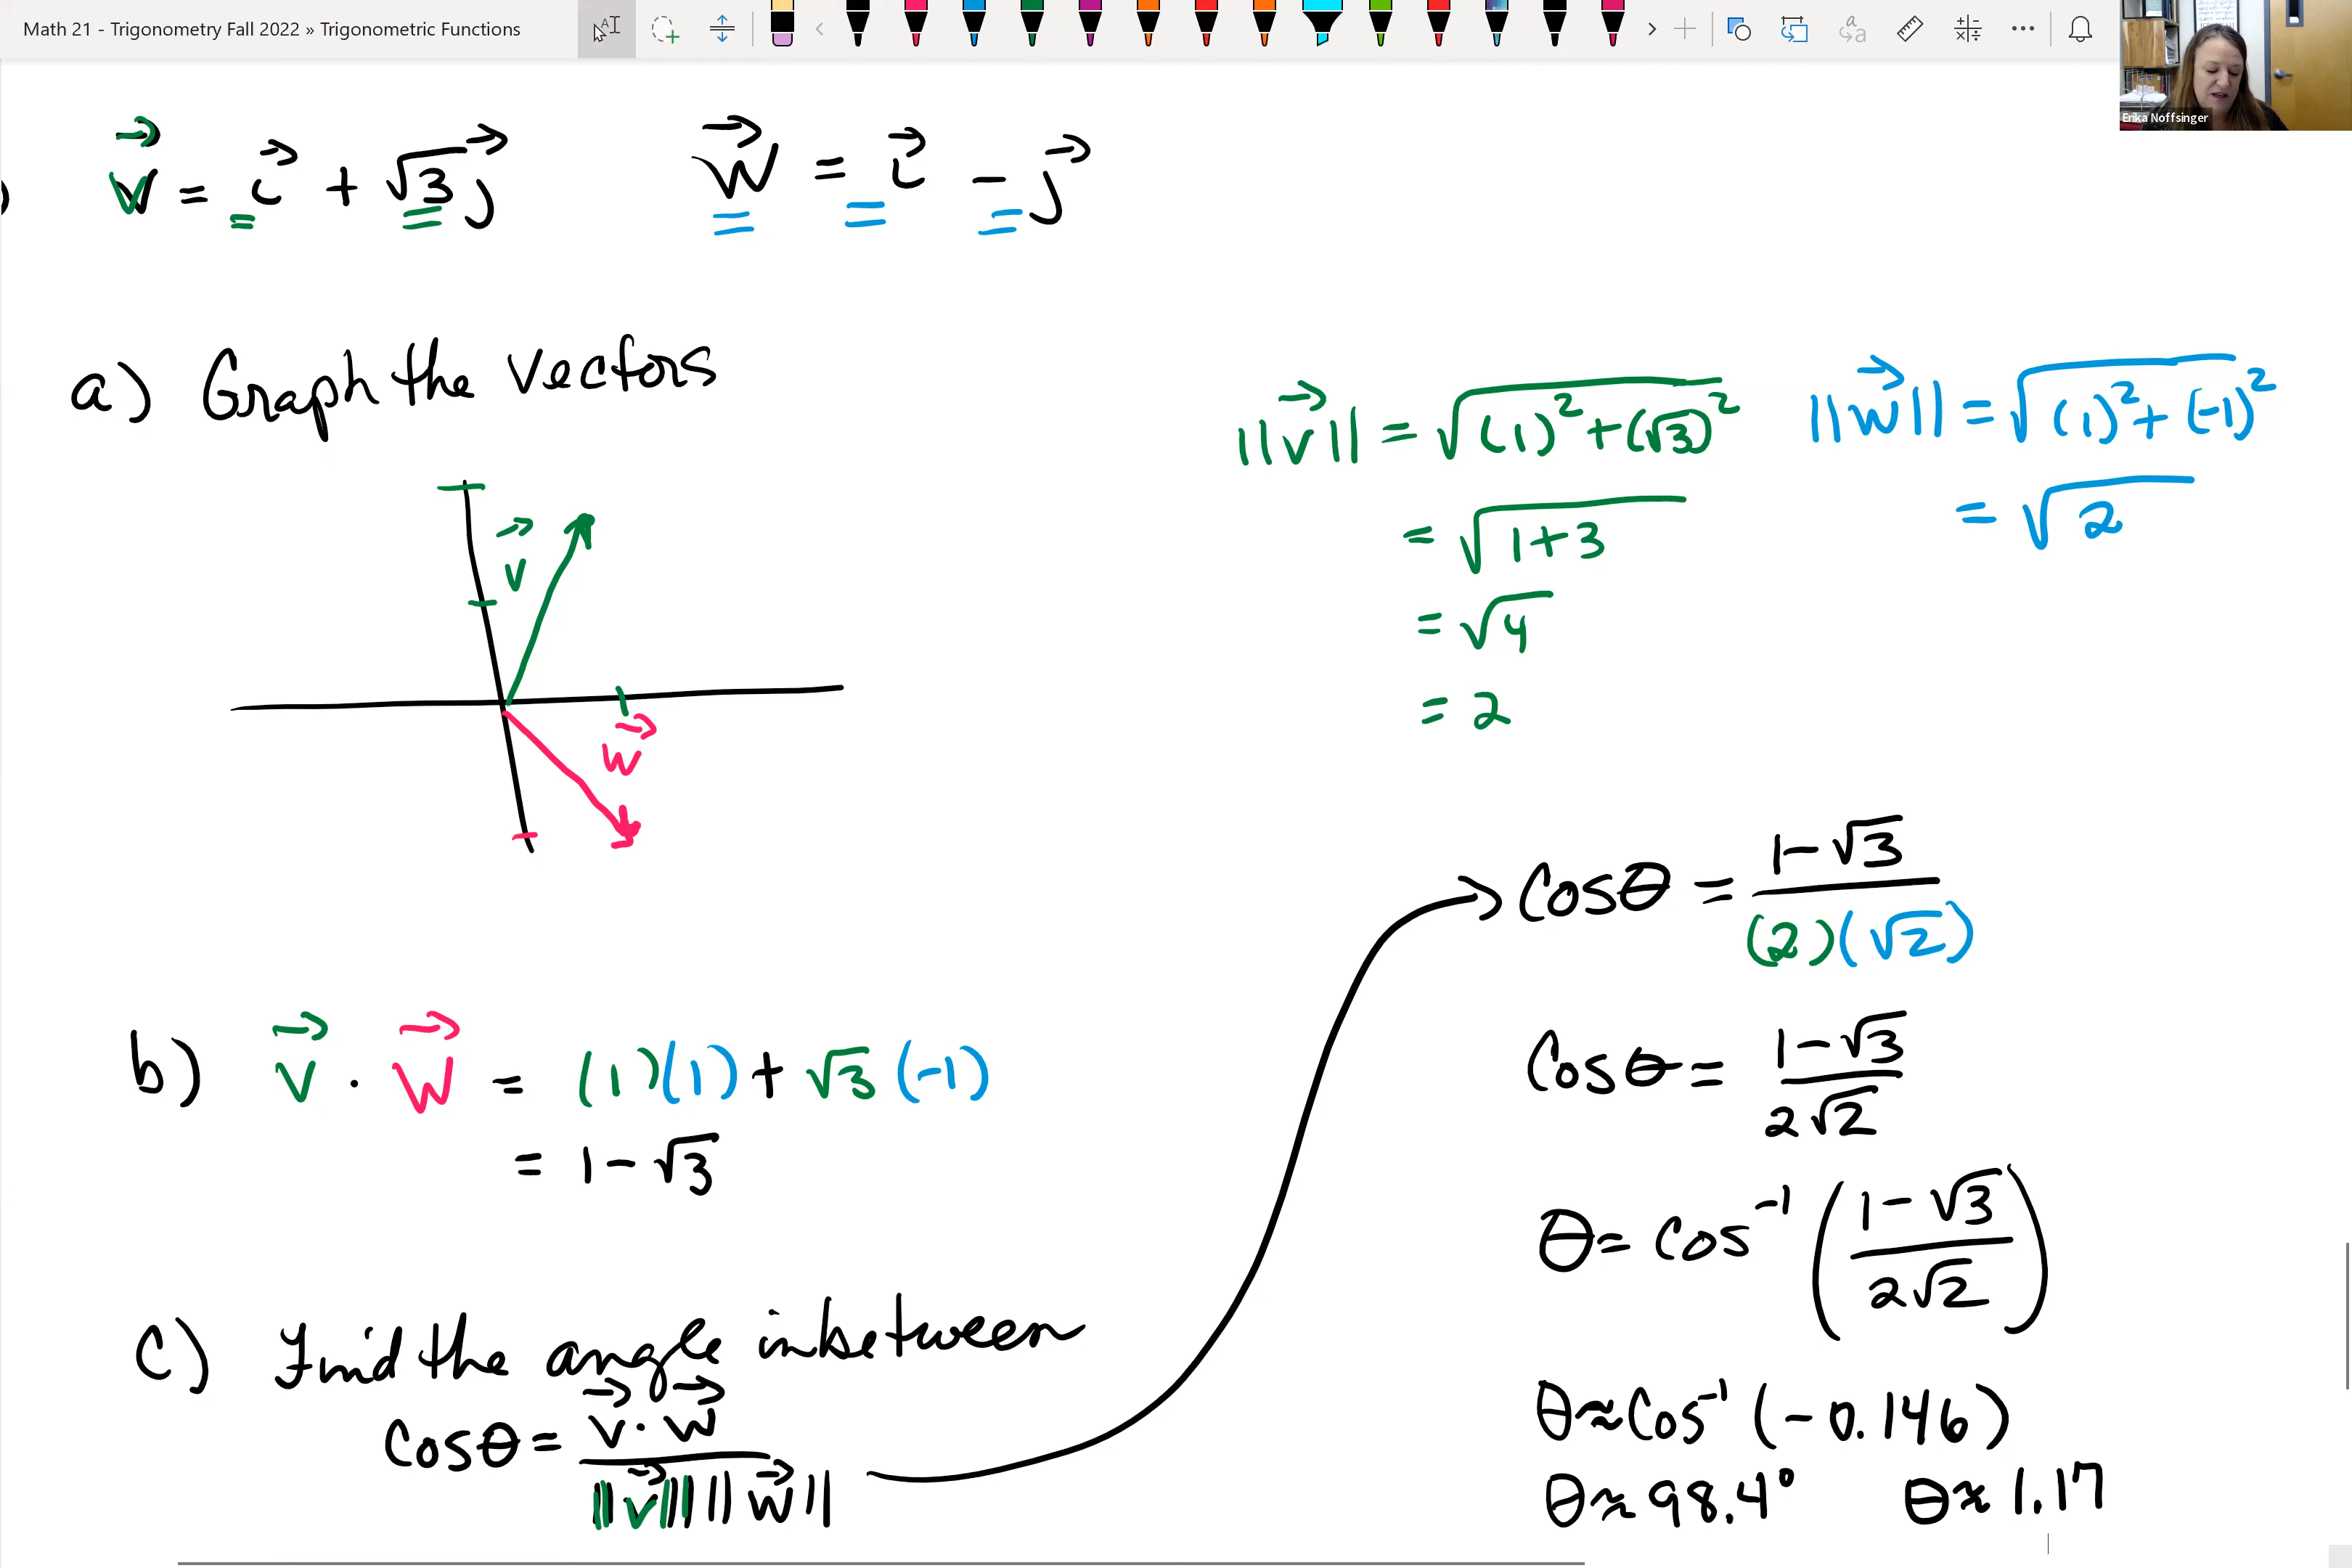 Math 21 - Trigonometry Fall 2022 » Trigonometric Functions
Erika Noffsinger
v⃗ = i⃗ + √3 j⃗
w⃗ = i⃗ - j⃗
a) Graph the vectors
v⃗
w⃗
||v⃗|| = √((1)² + (√3)²
= √(1+3)
= √4
= 2
||w⃗|| = √((1)² + (-1)²
= √2
b) v⃗ · w⃗ = (1)(1) + √3 (-1)
= 1 - √3
c) Find the angle inbetween
cosθ = (v⃗ · w⃗) / (||v⃗|| ||w⃗||)
cosθ = (1-√3) / ((2)(√2))
cosθ = (1-√3) / (2√2)
θ = cos⁻¹ ((1-√3) / (2√2))
θ ≈ cos⁻¹ (-0.146)
θ ≈ 98.4° θ ≈ 1.17